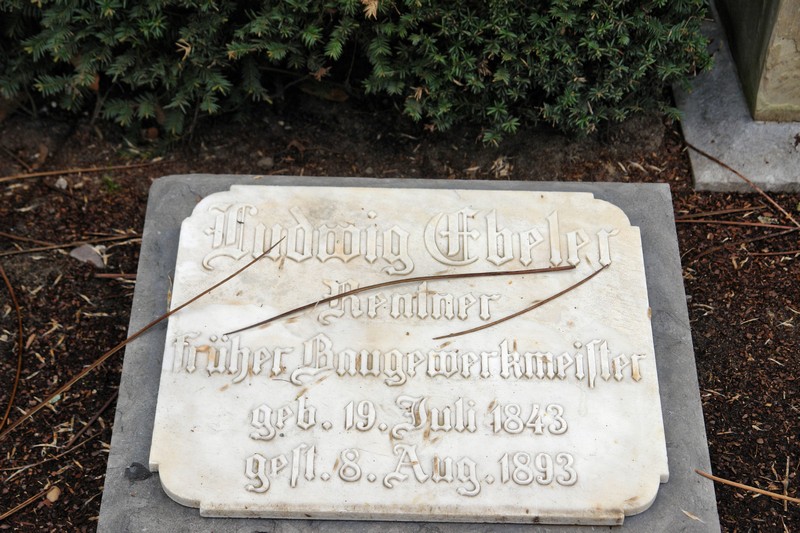 Ludwig Ebeler
Rentner
früher Baugewerkmeister
geb. 19. Juli 1843
gest. 8. Aug. 1893